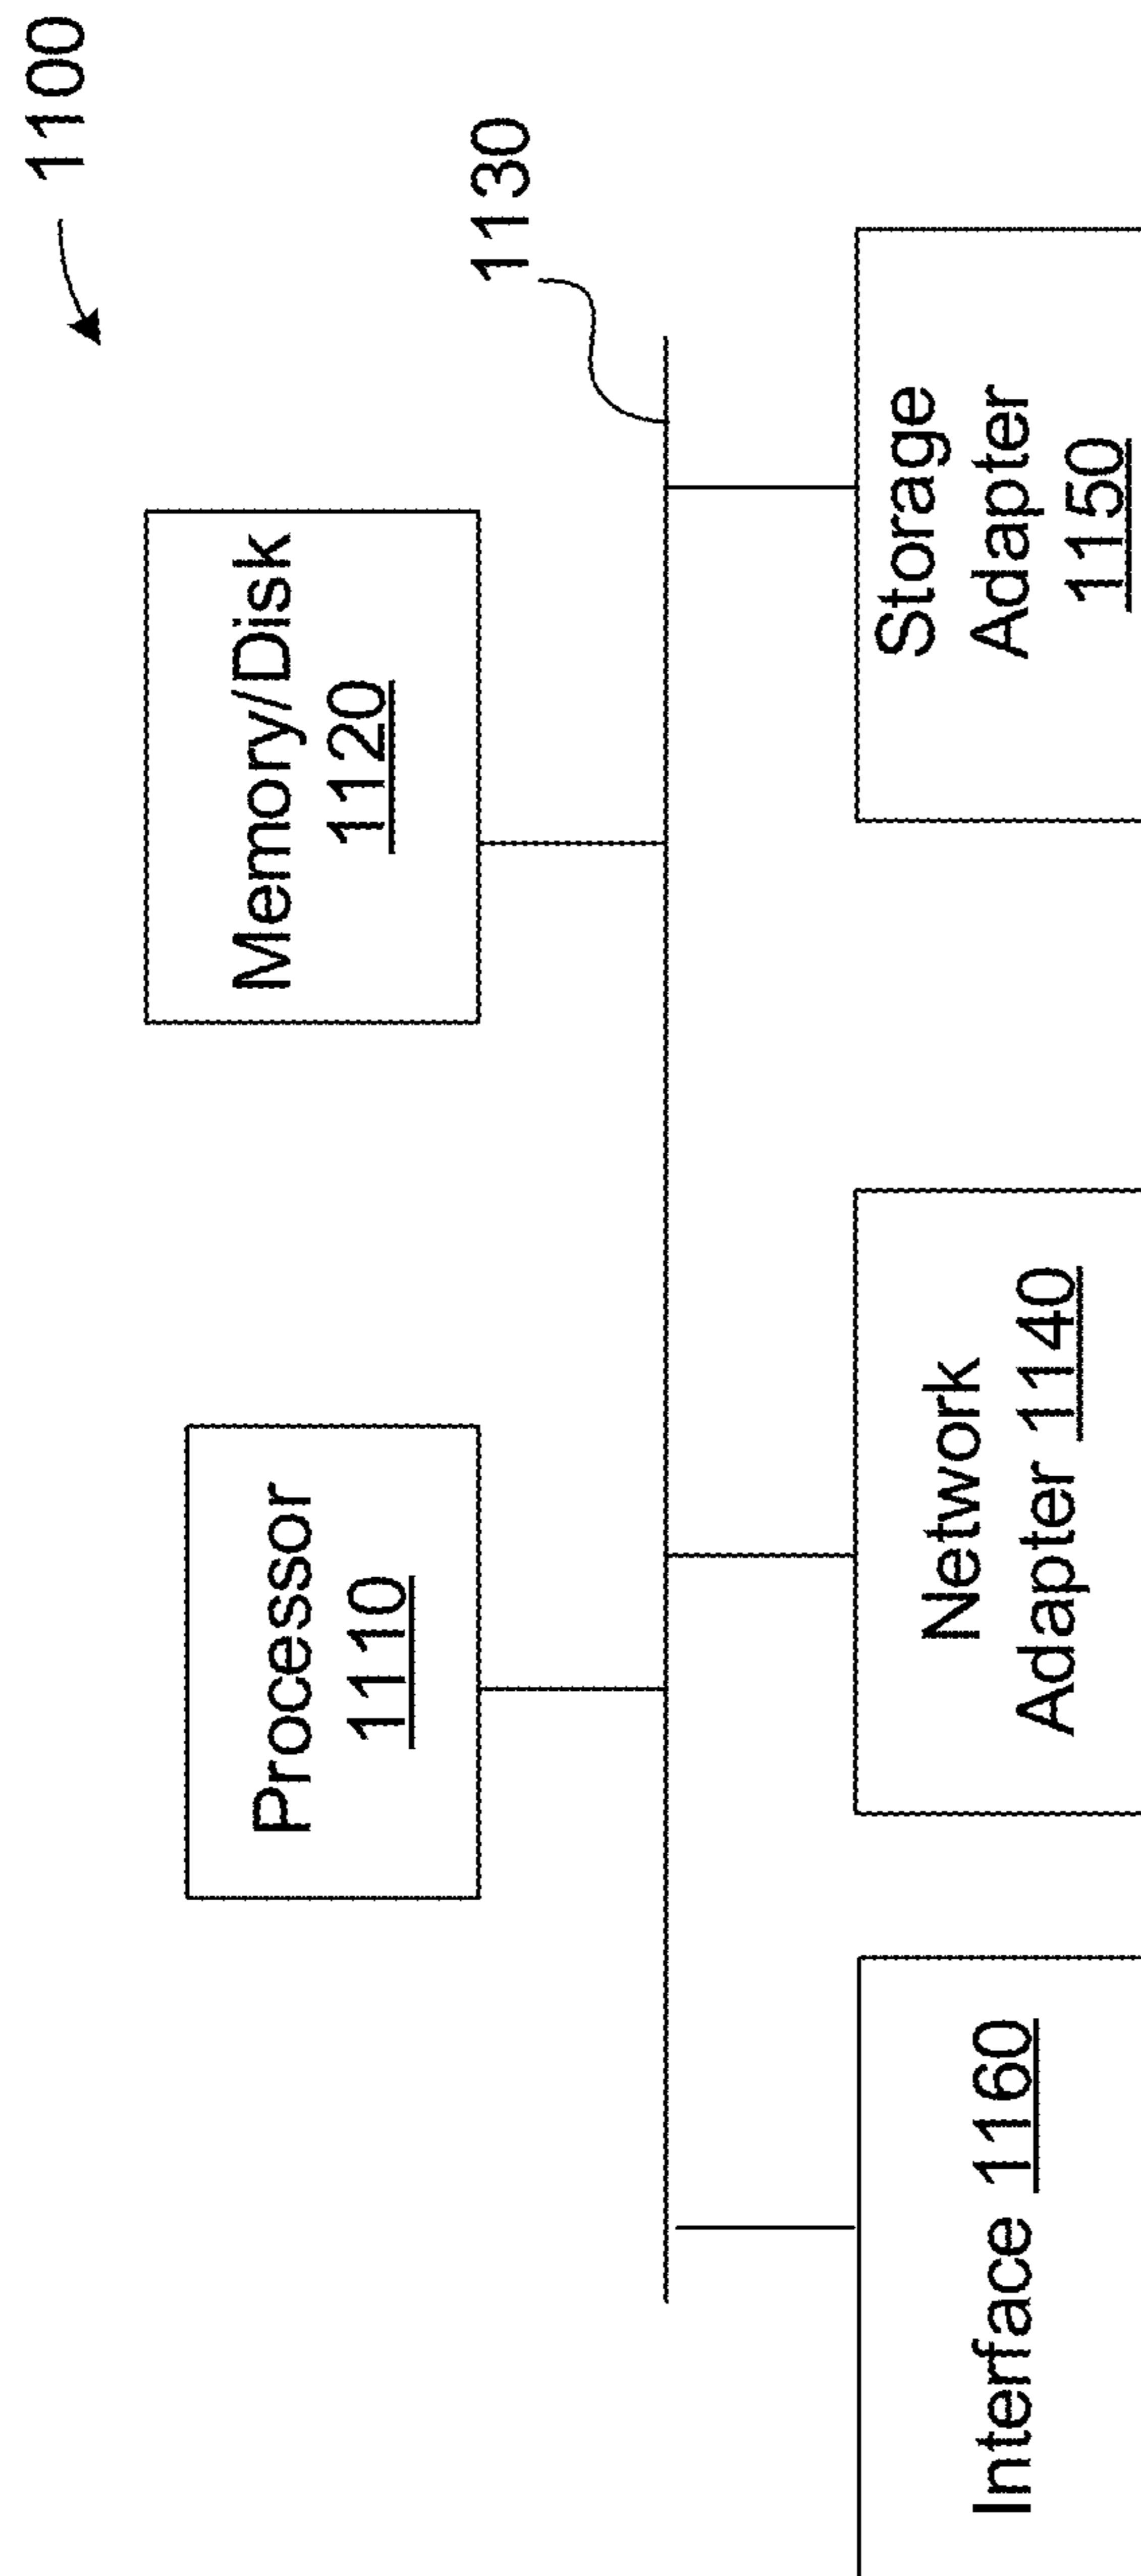 1100
Processor
1110
Memory/Disk
1120
1130
Interface 1160
Network
Adapter 1140
Storage
Adapter
1150